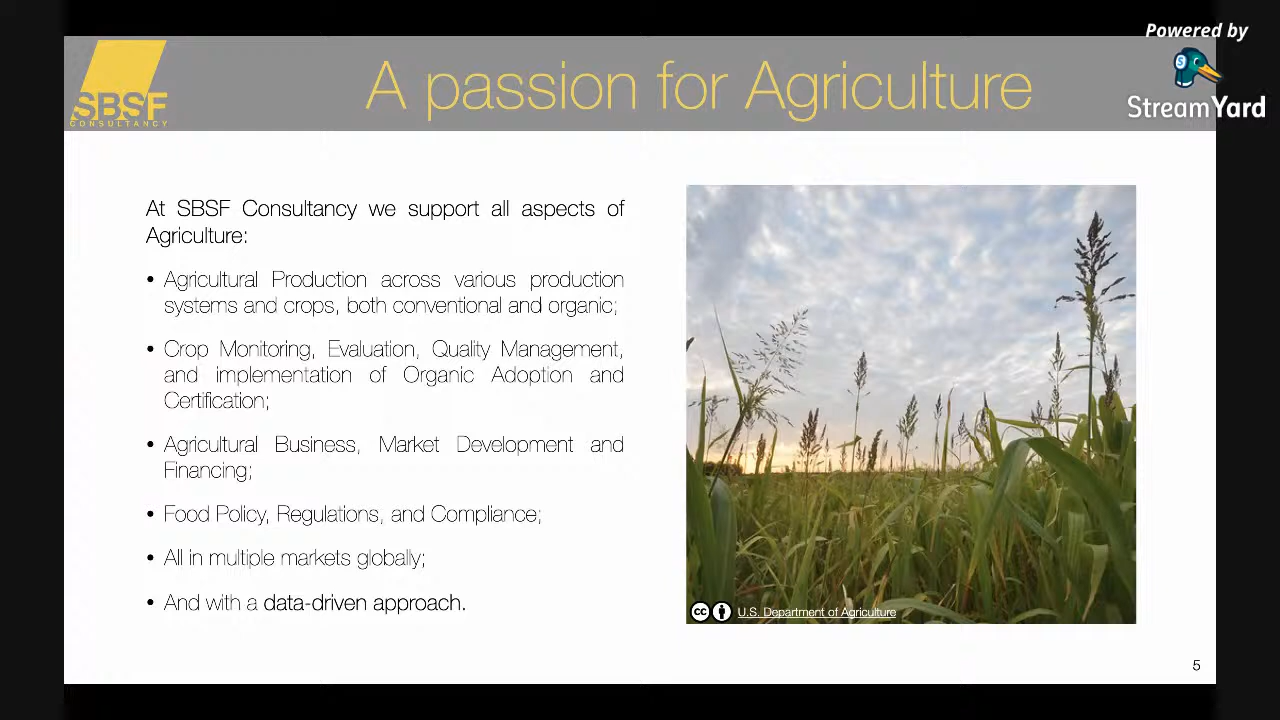 Powered by
StreamYard
SBSF
CONSULTANCY
A passion for Agriculture
At SBSF Consultancy we support all aspects of
Agriculture:
• Agricultural Production across various production
systems and crops, both conventional and organic;
• Crop Monitoring, Evaluation, Quality Management,
and implementation of Organic Adoption and
Certification;
• Agricultural Business, Market Development and
Financing;
• Food Policy, Regulations, and Compliance;
• All in multiple markets globally;
• And with a data-driven approach.
cc
U.S. Department of Agriculture
5